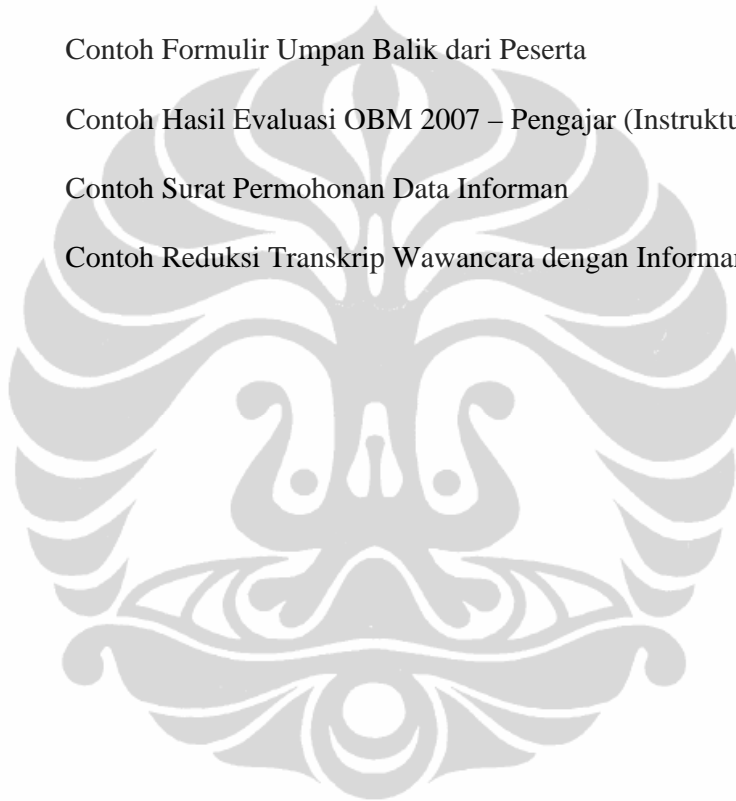 Contoh Formulir Umpan Balik dari Peserta
Contoh Hasil Evaluasi OBM 2007 – Pengajar (Instruktu
Contoh Surat Permohonan Data Informan
Contoh Reduksi Transkrip Wawancara dengan Informan